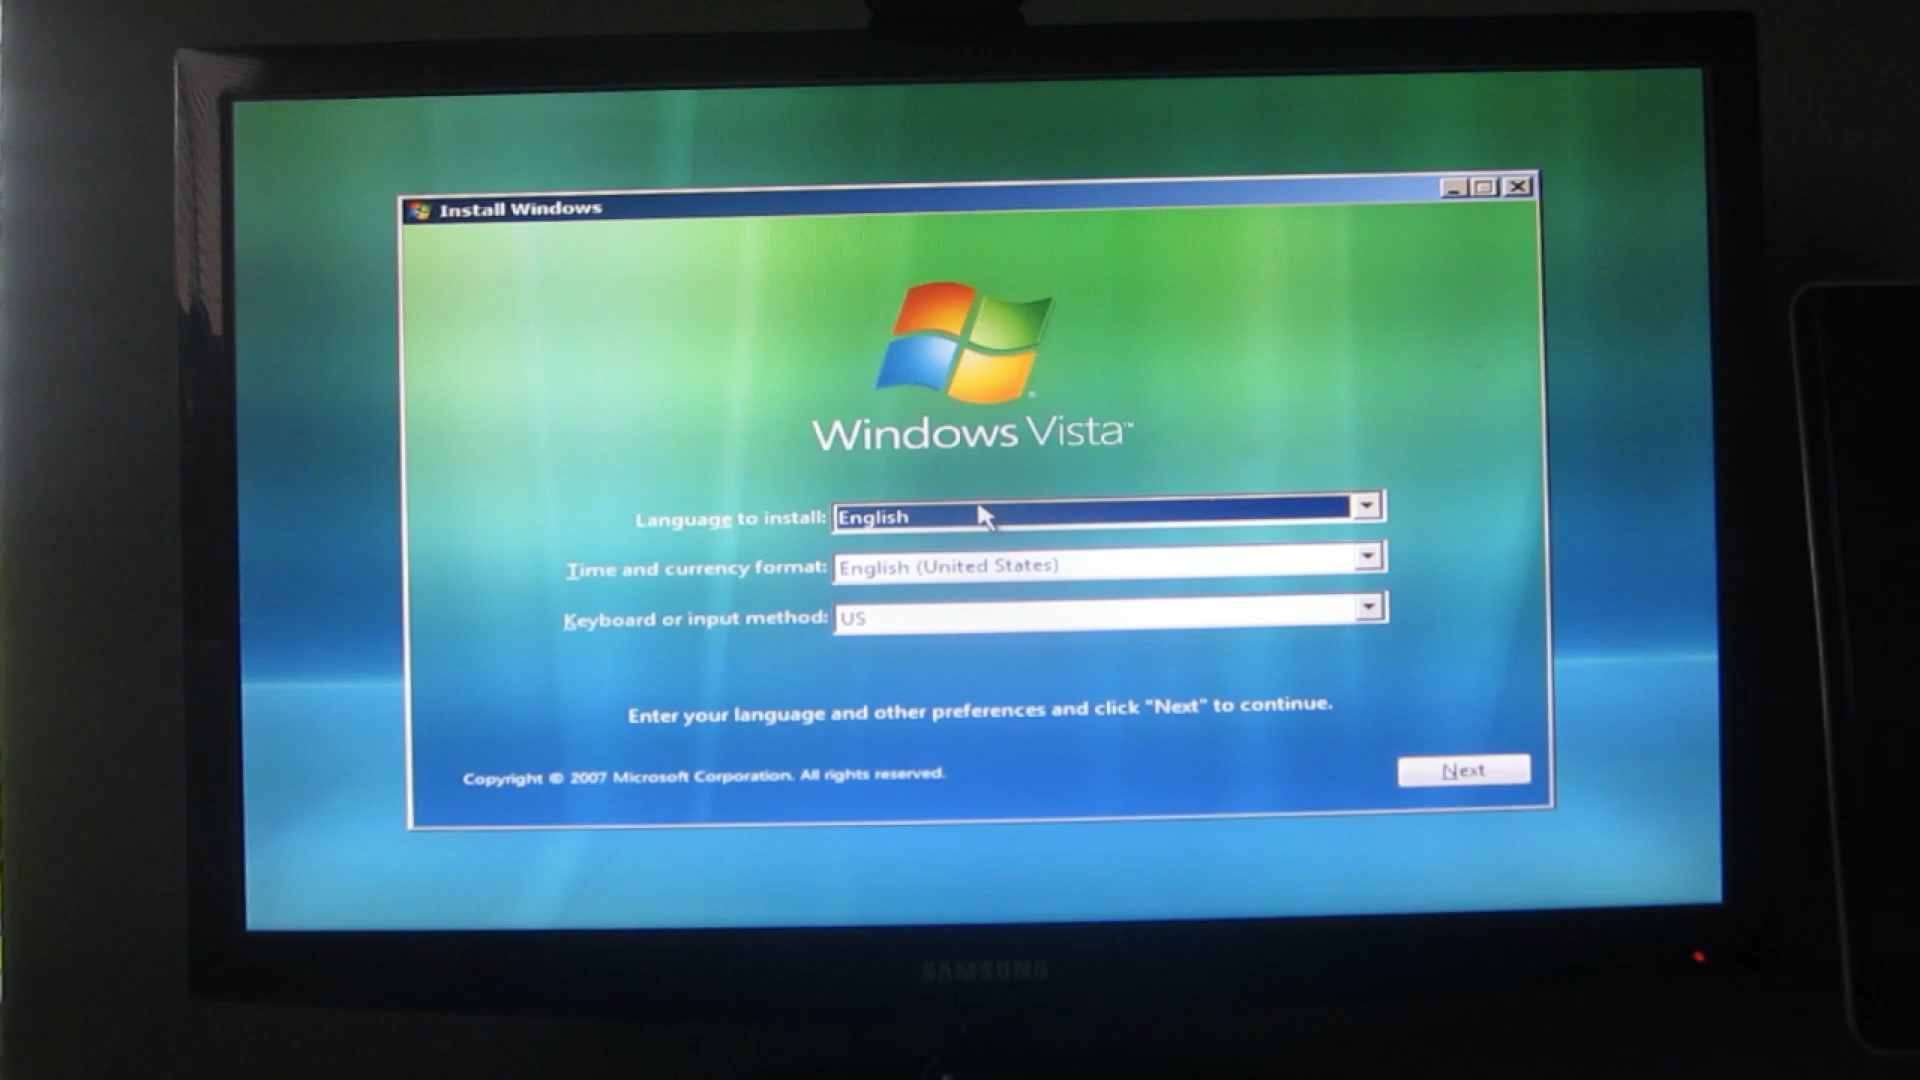 Install Windows
Windows Vista™
Language to install: English
Time and currency format: English (United States)
Keyboard or input method: US
Enter your language and other preferences and click "Next" to continue.
Copyright © 2007 Microsoft Corporation. All rights reserved.
Next
SAMSUNG